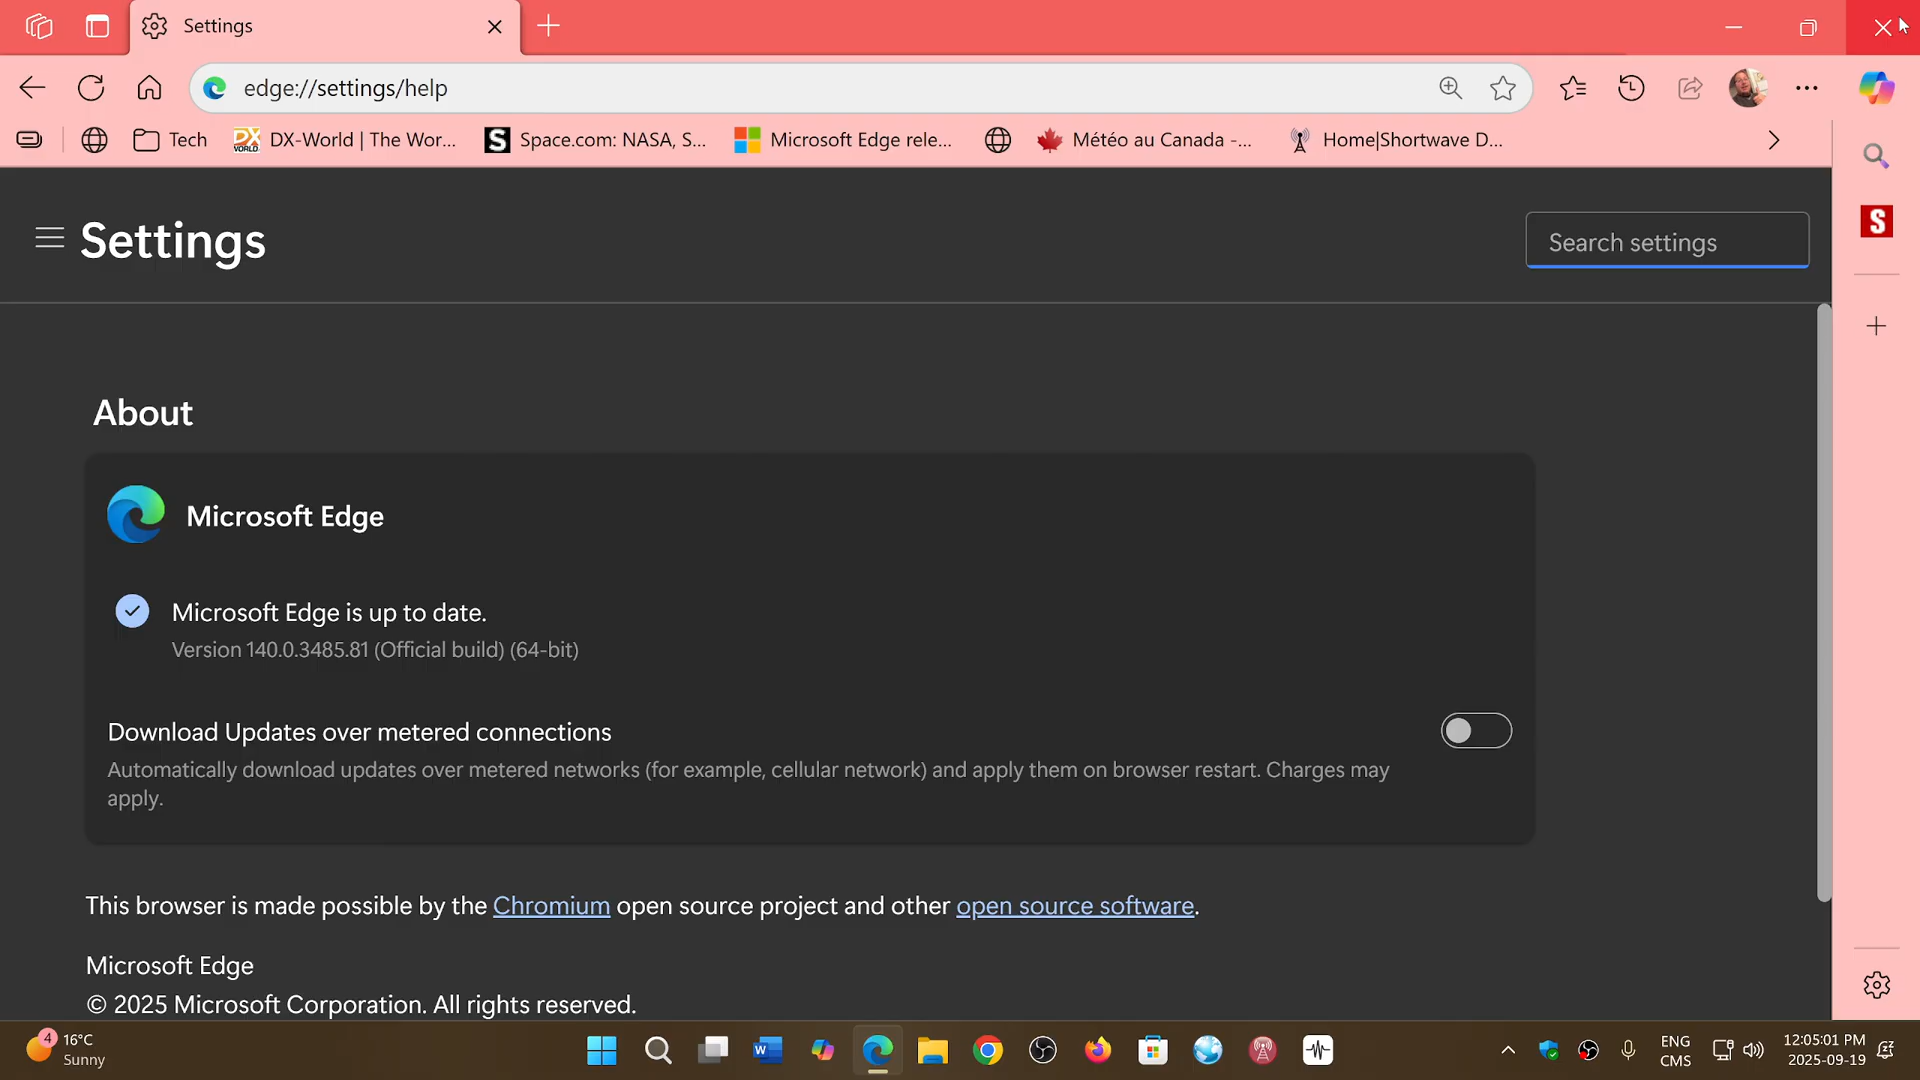 Settings
edge://settings/help
Tech
DX WORLD
DX-World | The Wor...
S
Space.com: NASA, S...
Microsoft Edge rele...
Météo au Canada -...
Home|Shortwave D...
S
Settings
Search settings
About
Microsoft Edge
Microsoft Edge is up to date.
Version 140.0.3485.81 (Official build) (64-bit)
Download Updates over metered connections
Automatically download updates over metered networks (for example, cellular network) and apply them on browser restart. Charges may
apply.
This browser is made possible by the Chromium open source project and other open source software.
Microsoft Edge
© 2025 Microsoft Corporation. All rights reserved.
4
16°C
Sunny
W
ENG
CMS
12:05:01 PM
2025-09-19